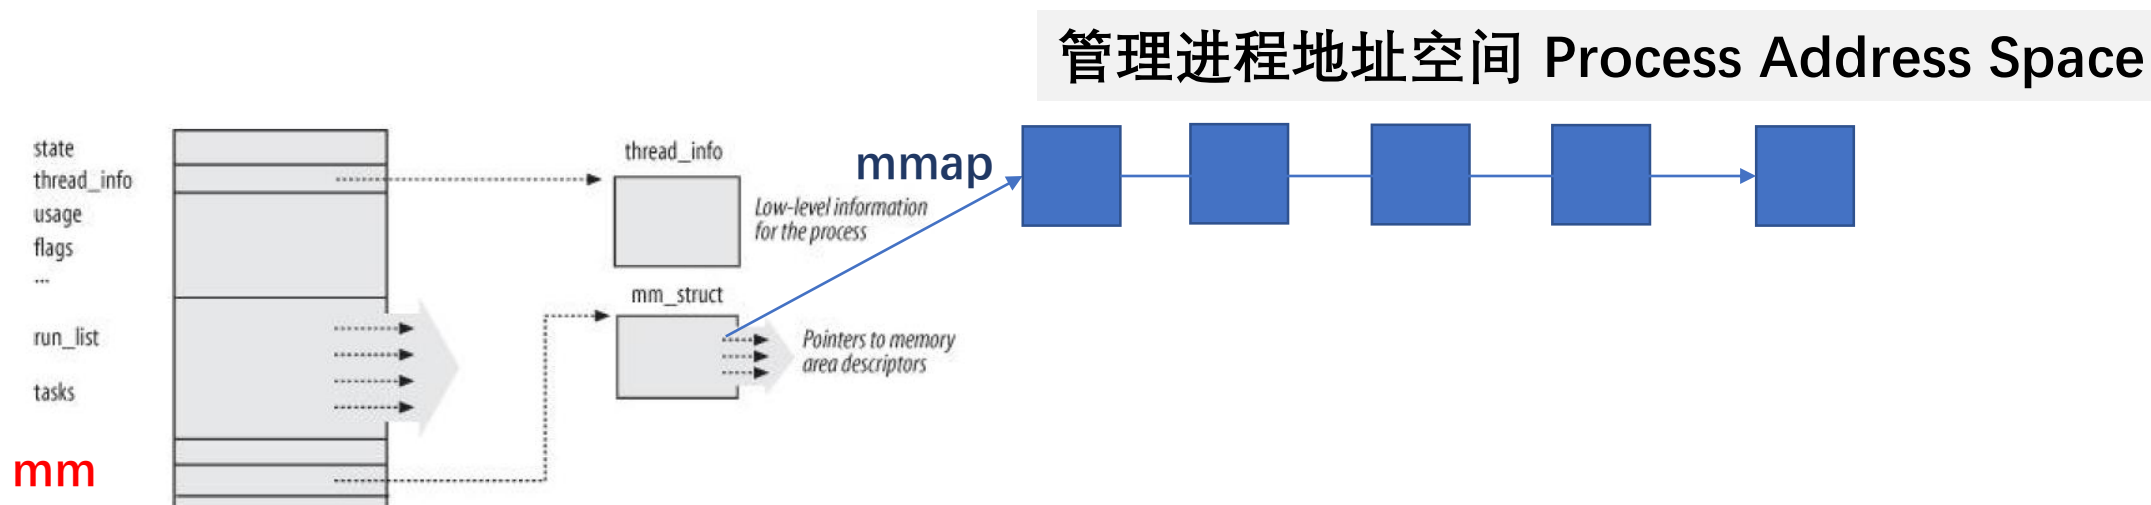 管理进程地址空间 Process Address Space
state
thread_info
usage
flags
...
run_list
tasks
mm
thread_info
Low-level information
for the process
mm_struct
Pointers to memory
area descriptors
mmap